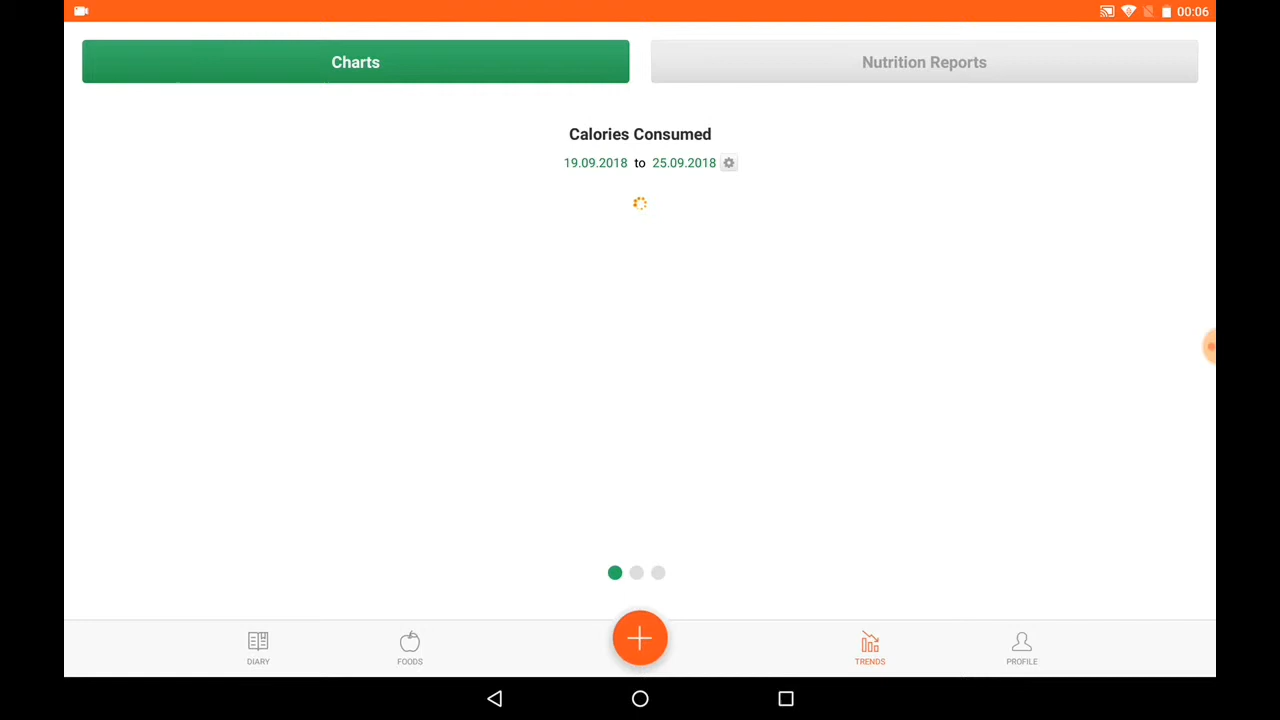 00:06
Charts
Nutrition Reports
Calories Consumed
19.09.2018 to 25.09.2018
DIARY
FOODS
TRENDS
PROFILE